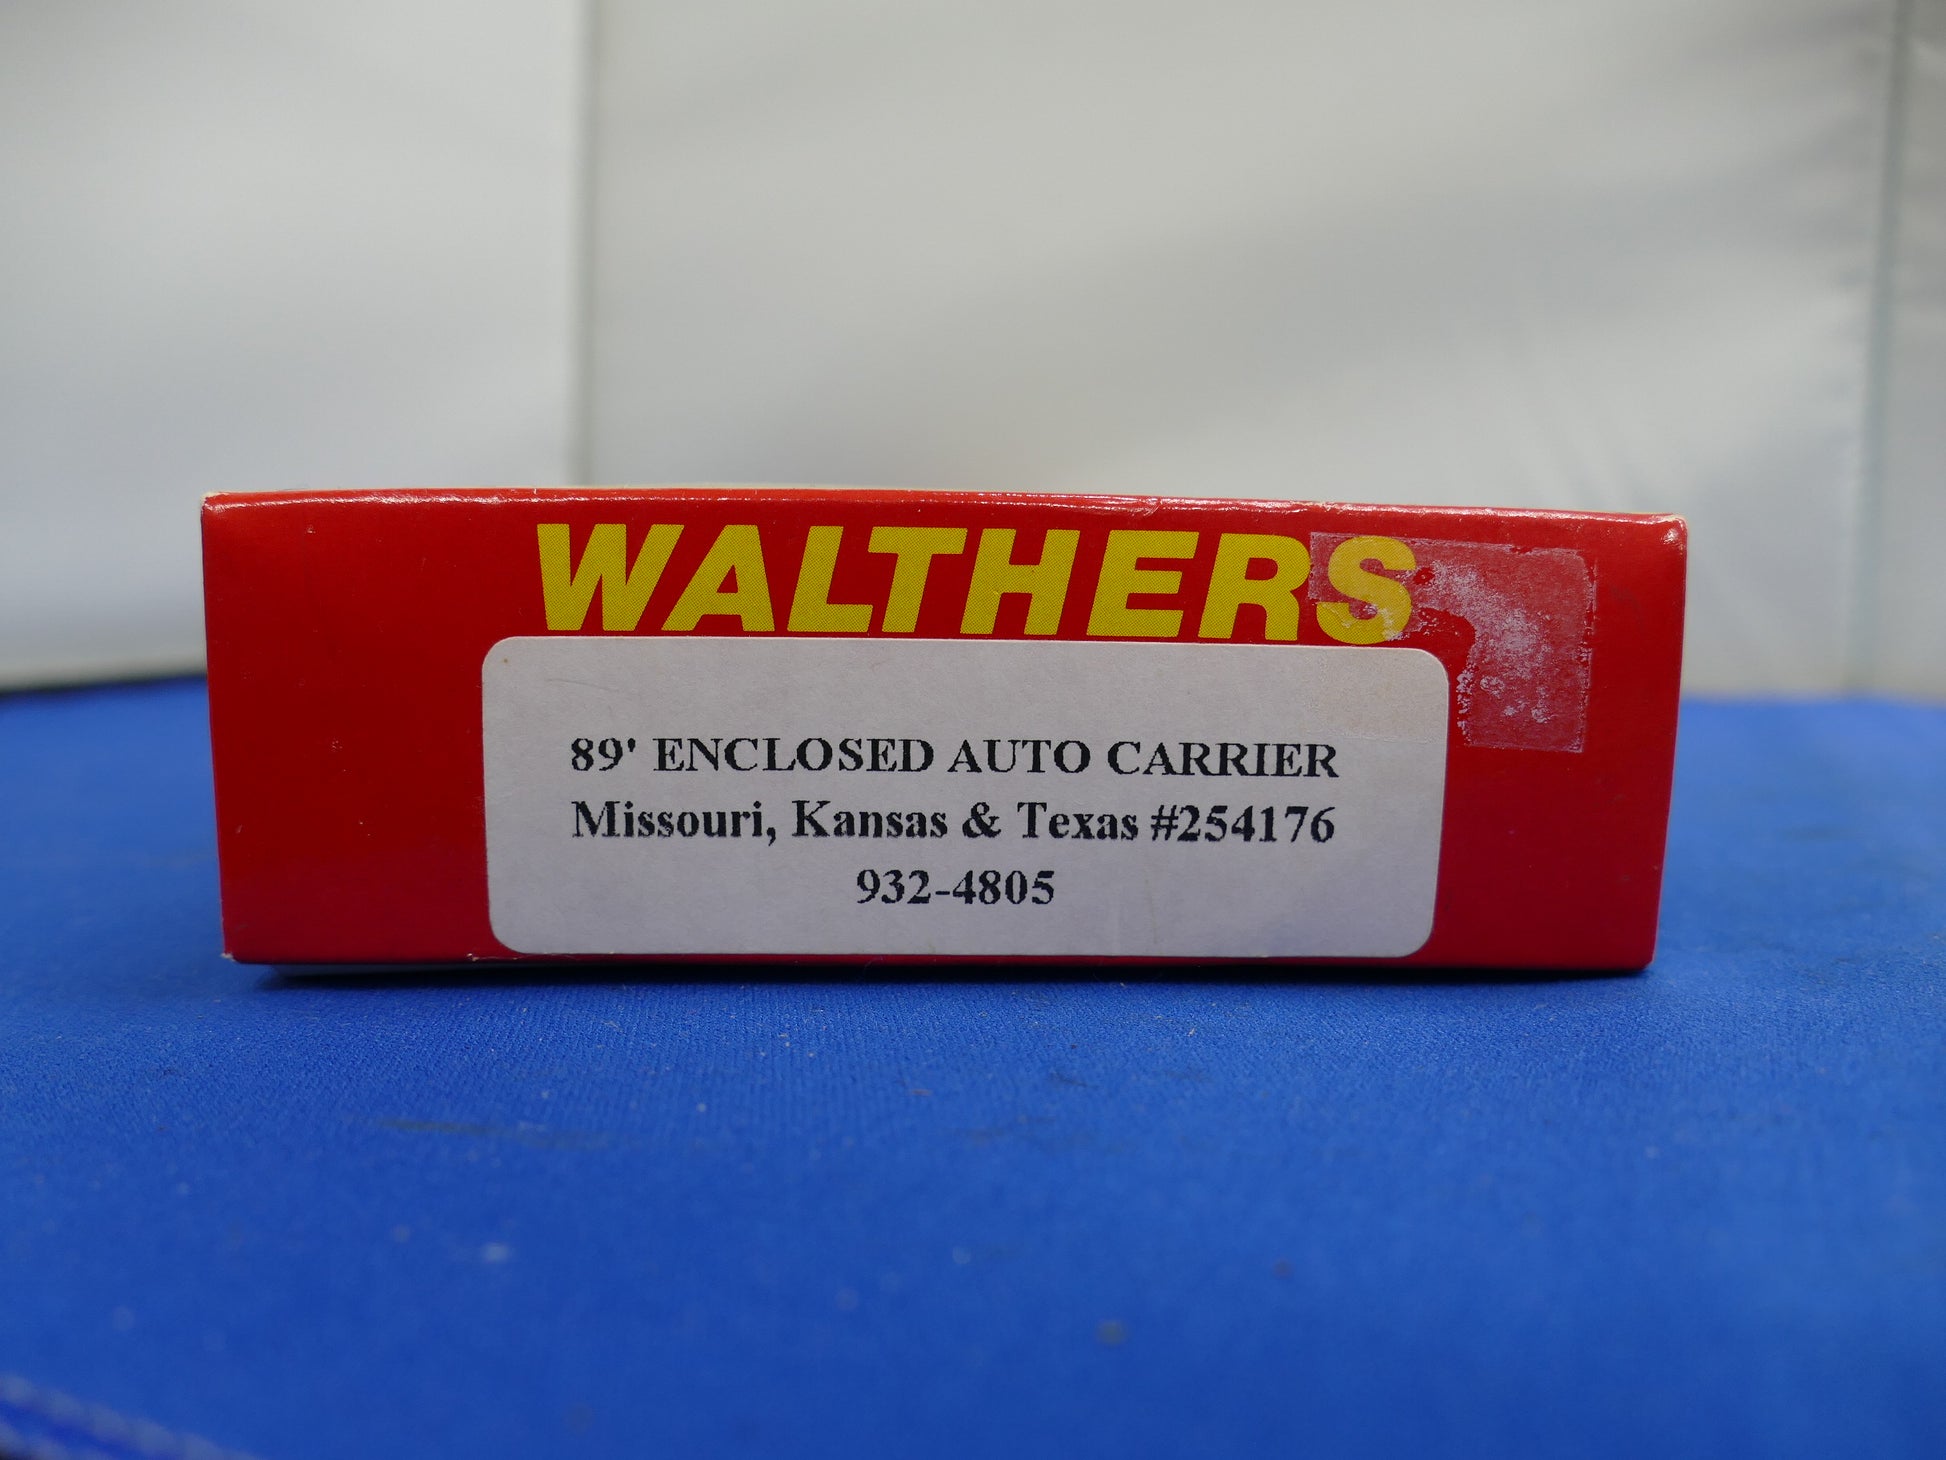 WALTHERS
89' ENCLOSED AUTO CARRIER
Missouri, Kansas & Texas #254176
932-4805